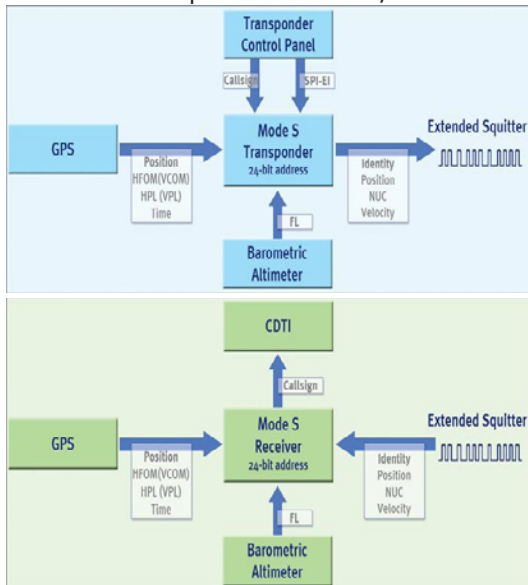 Transponder
Control Panel
Callsign
SPI-EI
GPS
Position
HFOM(VCOM)
HPL (VPL)
Time
Mode S
Transponder
24-bit address
Identity
Position
NUC
Velocity
Extended Squitter
FL
Barometric
Altimeter
CDTI
Callsign
GPS
Position
HFOM(VCOM)
HPL (VPL)
Time
Mode S
Receiver
24-bit address
Identity
Position
NUC
Velocity
Extended Squitter
FL
Barometric
Altimeter